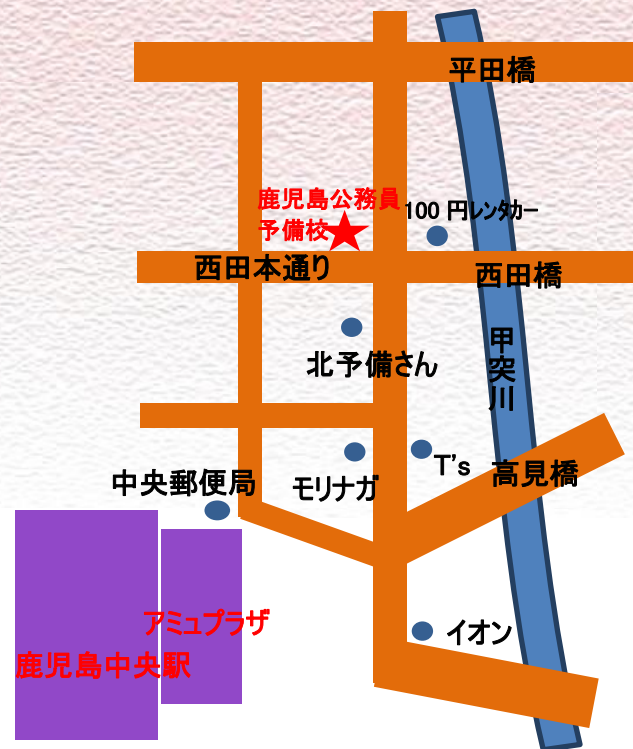 平田橋
鹿児島公務員
予備校
100 円レンタカー
西田本通り
西田橋
甲突川
北予備さん
T's
高見橋
中央郵便局
モリナガ
アミュプラザ
イオン
鹿児島中央駅